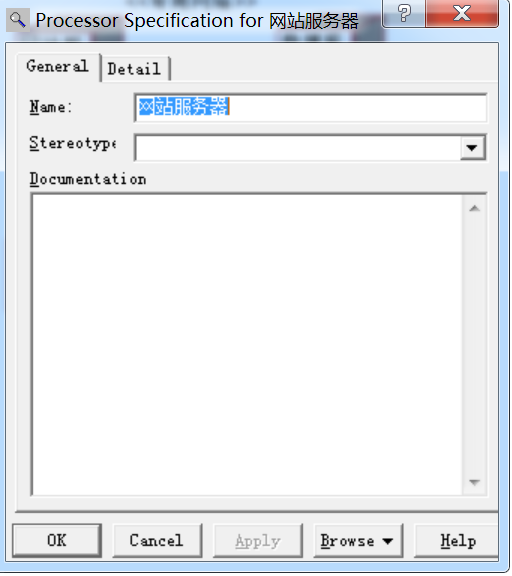 Processor Specification for 网站服务器
General Detail
Name: 网站服务器
Stereotype
Documentation
OK Cancel Apply Browse Help